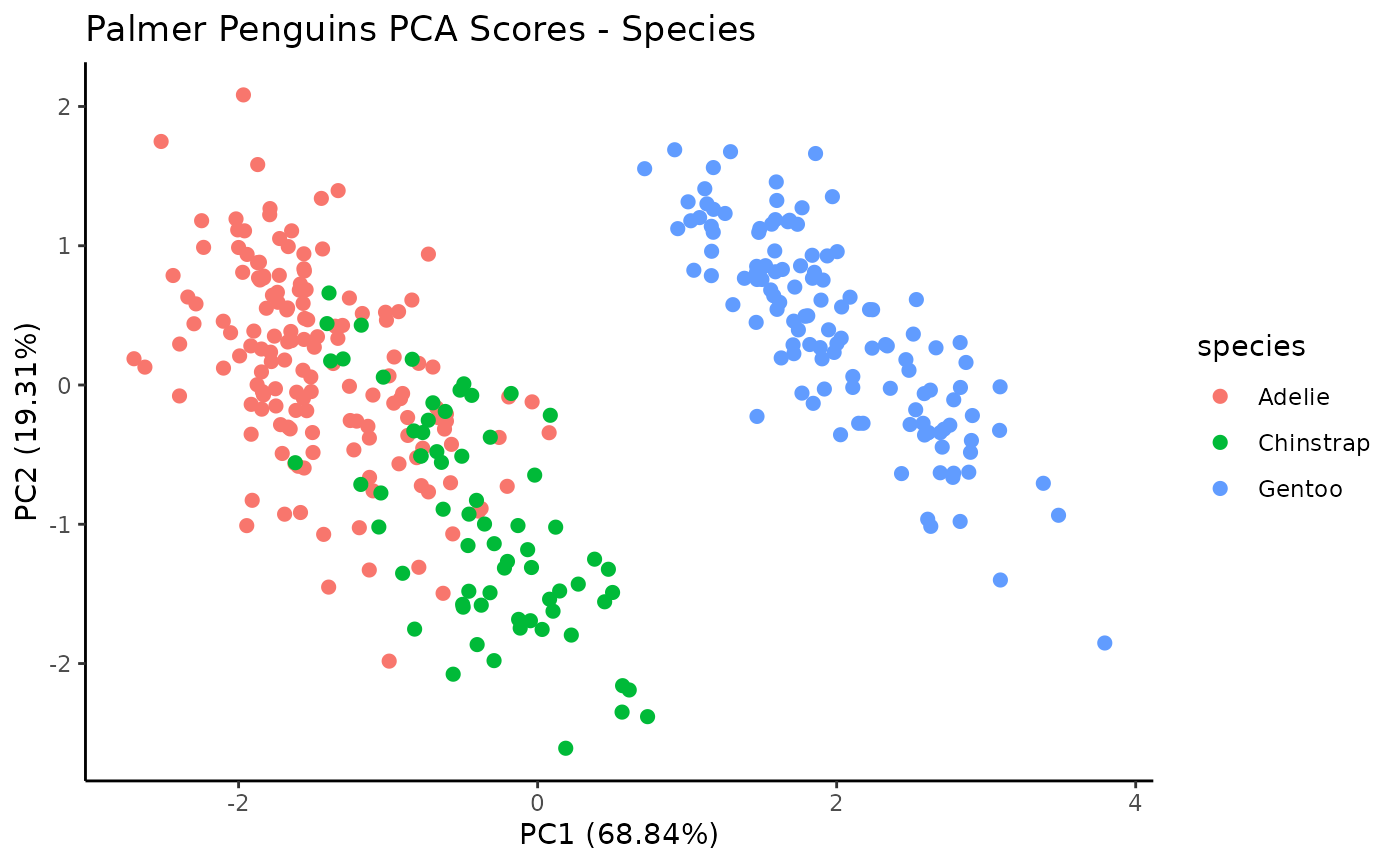 Palmer Penguins PCA Scores - Species
PC2 (19.31%)
2
1
0
-1
-2
-2
0
2
4
PC1 (68.84%)
species
Adelie
Chinstrap
Gentoo